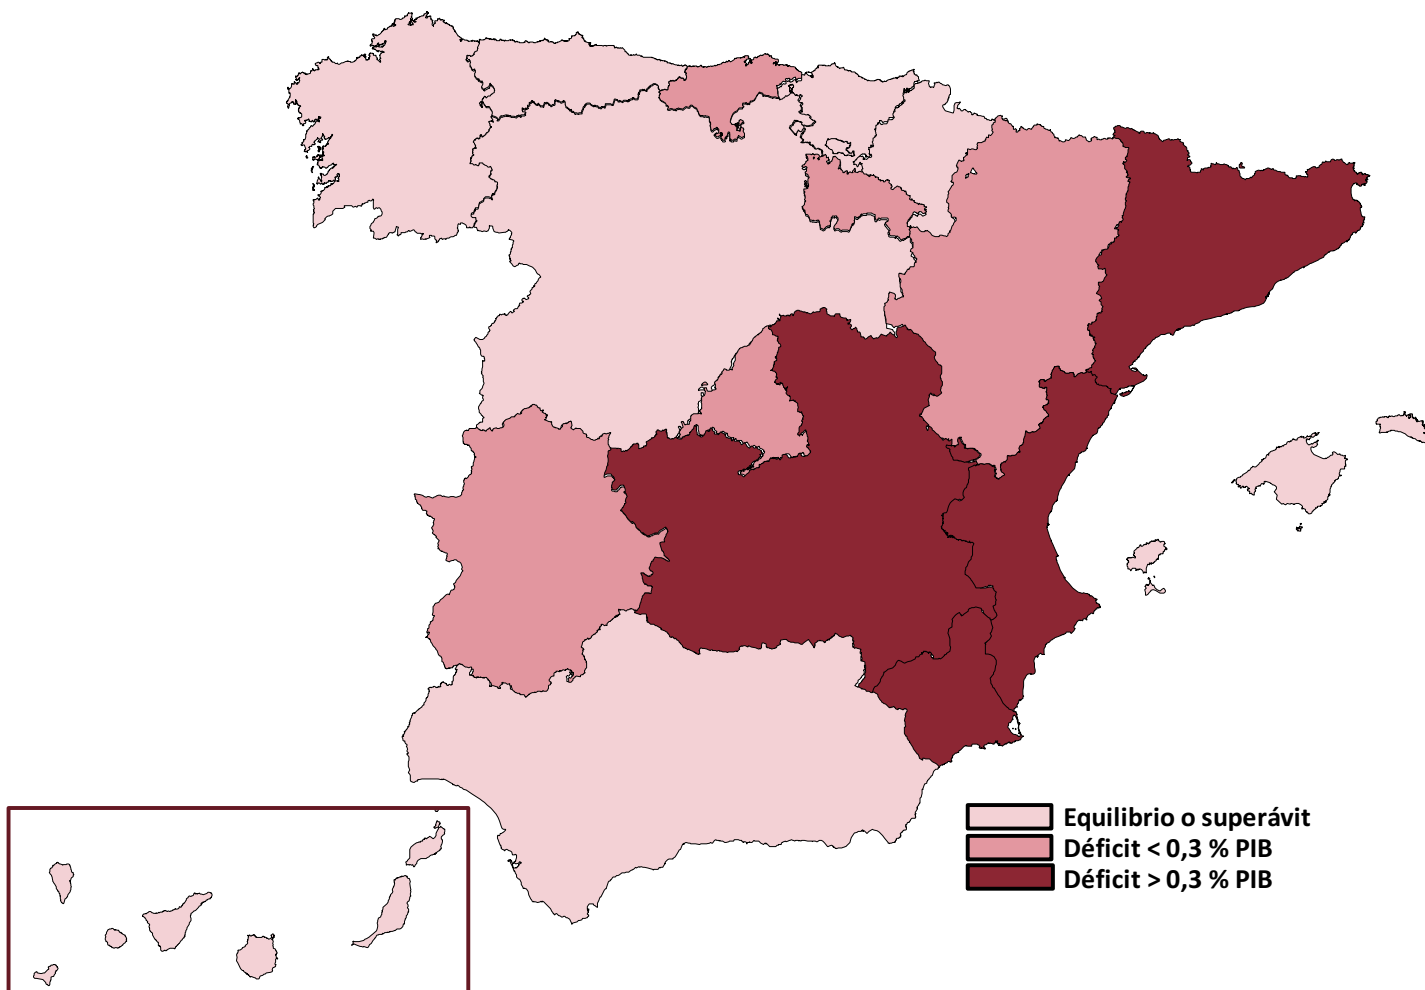 Equilibrio o superávit
Déficit < 0,3 % PIB
Déficit > 0,3 % PIB